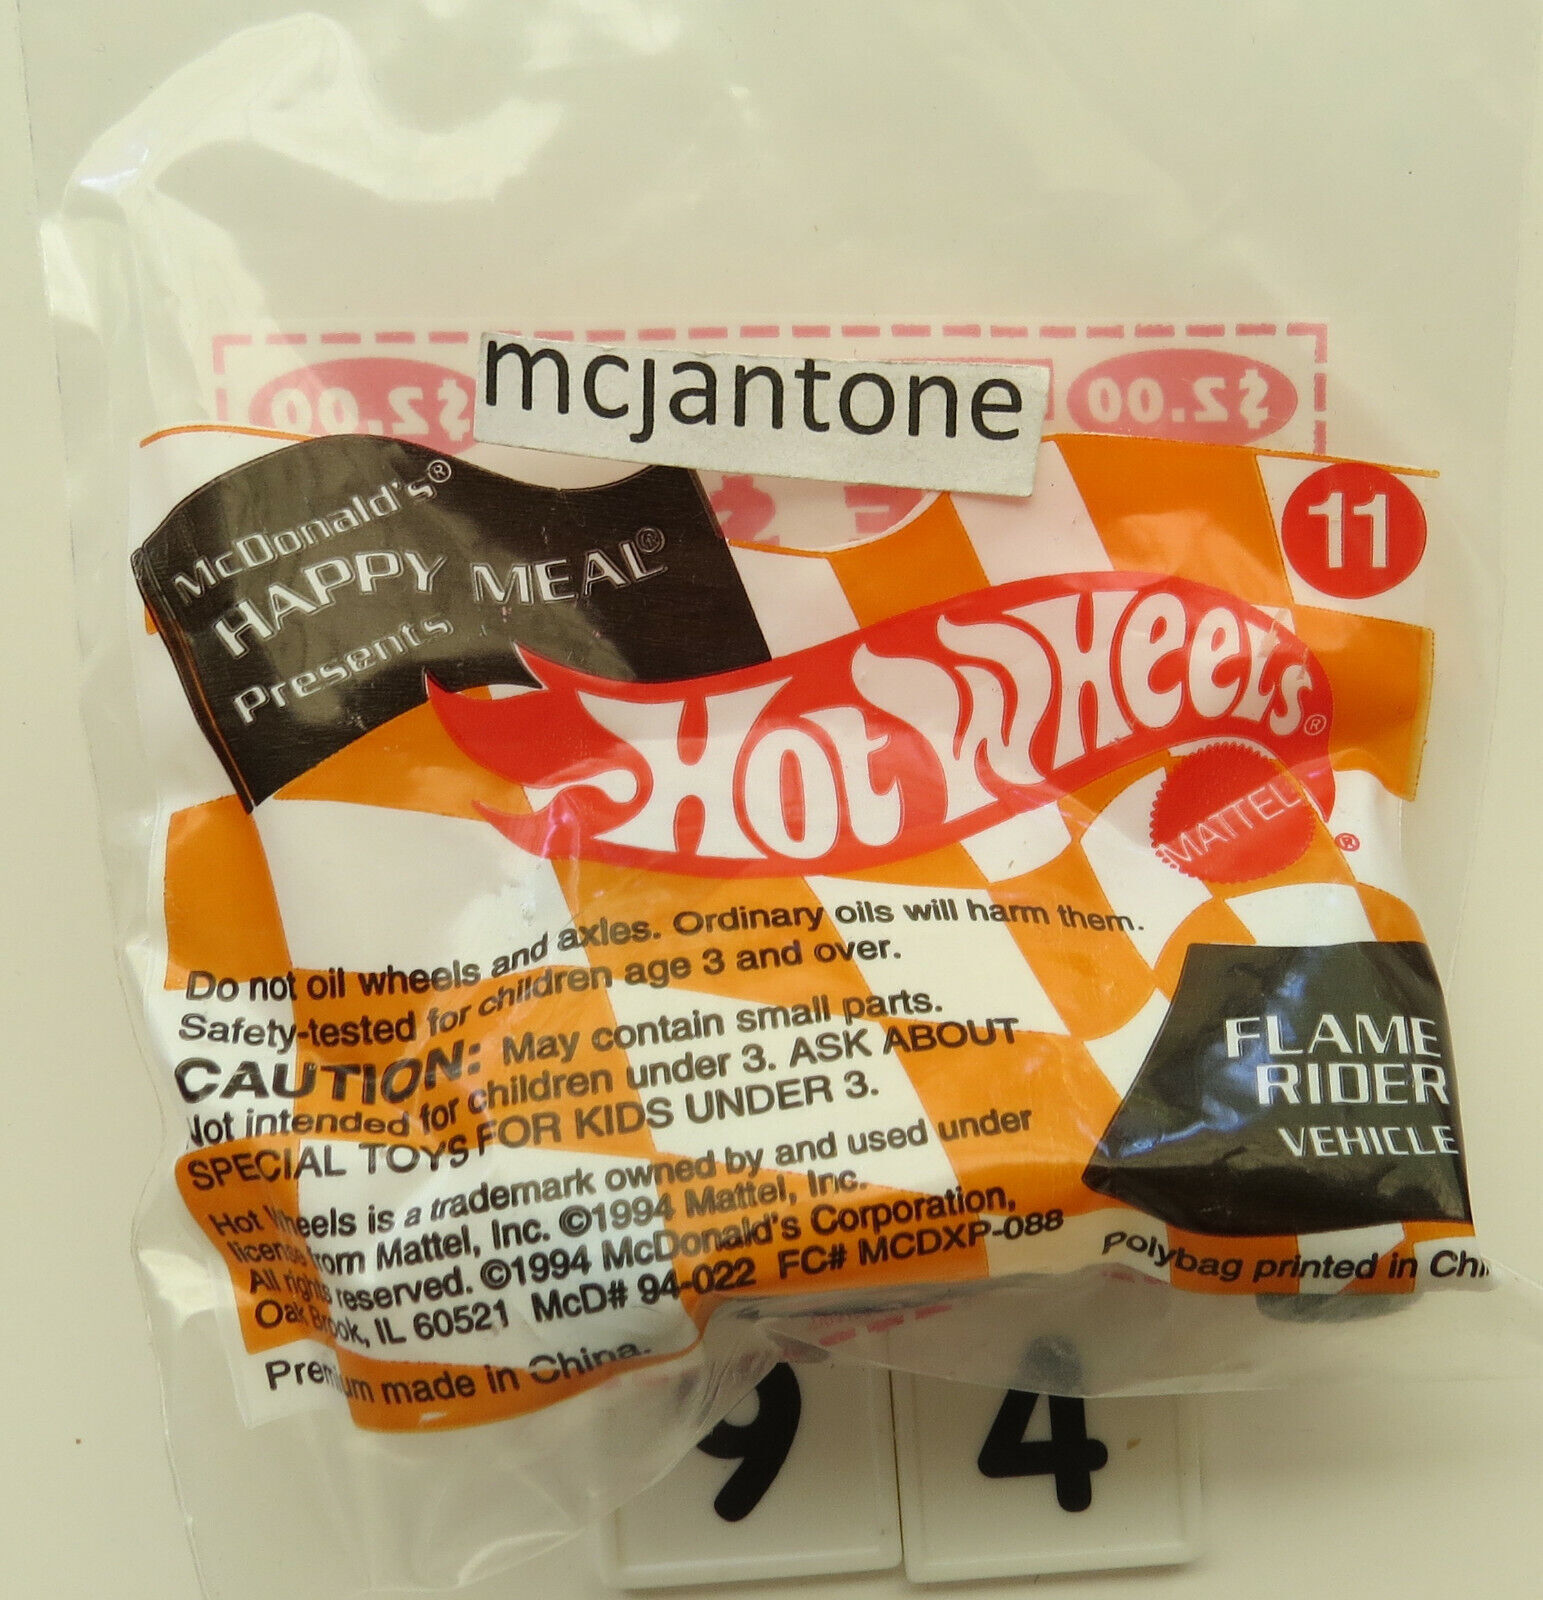 $2.00
$2.00
mcjantone
McDonald's®
HAPPY MEAL®
Presents
11
Hot Wheels®
MATTEL
®
Do not oil wheels and axles. Ordinary oils will harm them.
Safety-tested for children age 3 and over.
CAUTION: May contain small parts.
Not intended for children under 3. ASK ABOUT
SPECIAL TOYS FOR KIDS UNDER 3.
Hot Wheels is a trademark owned by and used under
license from Mattel, Inc. ©1994 Mattel, Inc.
All rights reserved. ©1994 McDonald's Corporation,
Oak Brook, IL 60521 McD# 94-022 FC# MCDXP-088
Premium made in China.
FLAME
RIDER
VEHICLE
Polybag printed in Chi
9 4